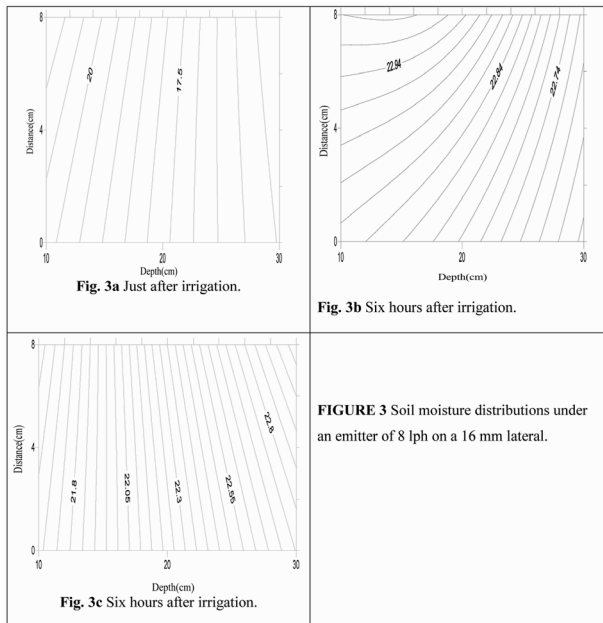 8
20
17.5
Distance(cm)
4
0
10
20
30
Depth(cm)
Fig. 3a Just after irrigation.
8
22.94
22.84
22.74
Distance(cm)
4
0
10
20
30
Depth(cm)
Fig. 3b Six hours after irrigation.
8
22.8
Distance(cm)
4
21.8
22.05
22.3
22.55
0
10
20
30
Depth(cm)
Fig. 3c Six hours after irrigation.
FIGURE 3 Soil moisture distributions under
an emitter of 8 lph on a 16 mm lateral.